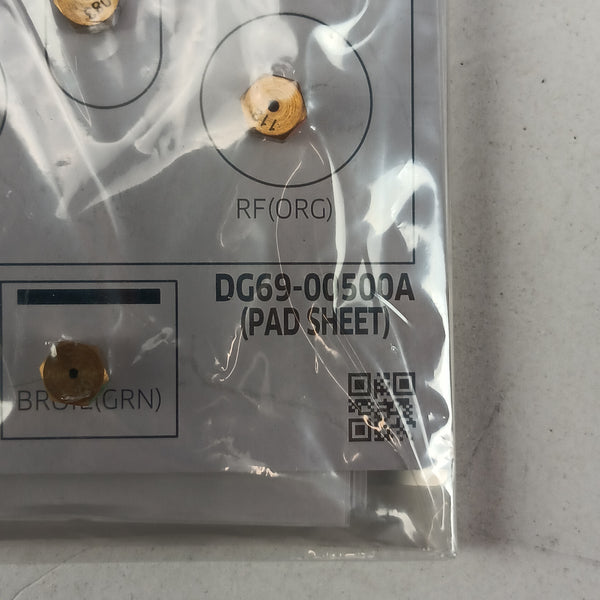 RF(ORG)
DG69-00500A
(PAD SHEET)
BROIL(GRN)